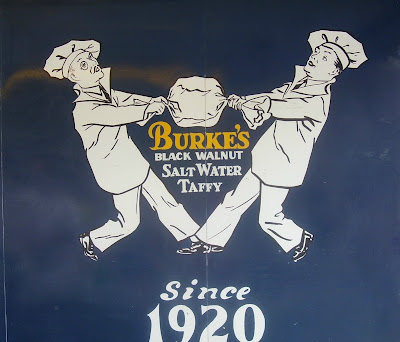 BURKE'S
BLACK WALNUT
SALT WATER
TAFFY
Since
1920